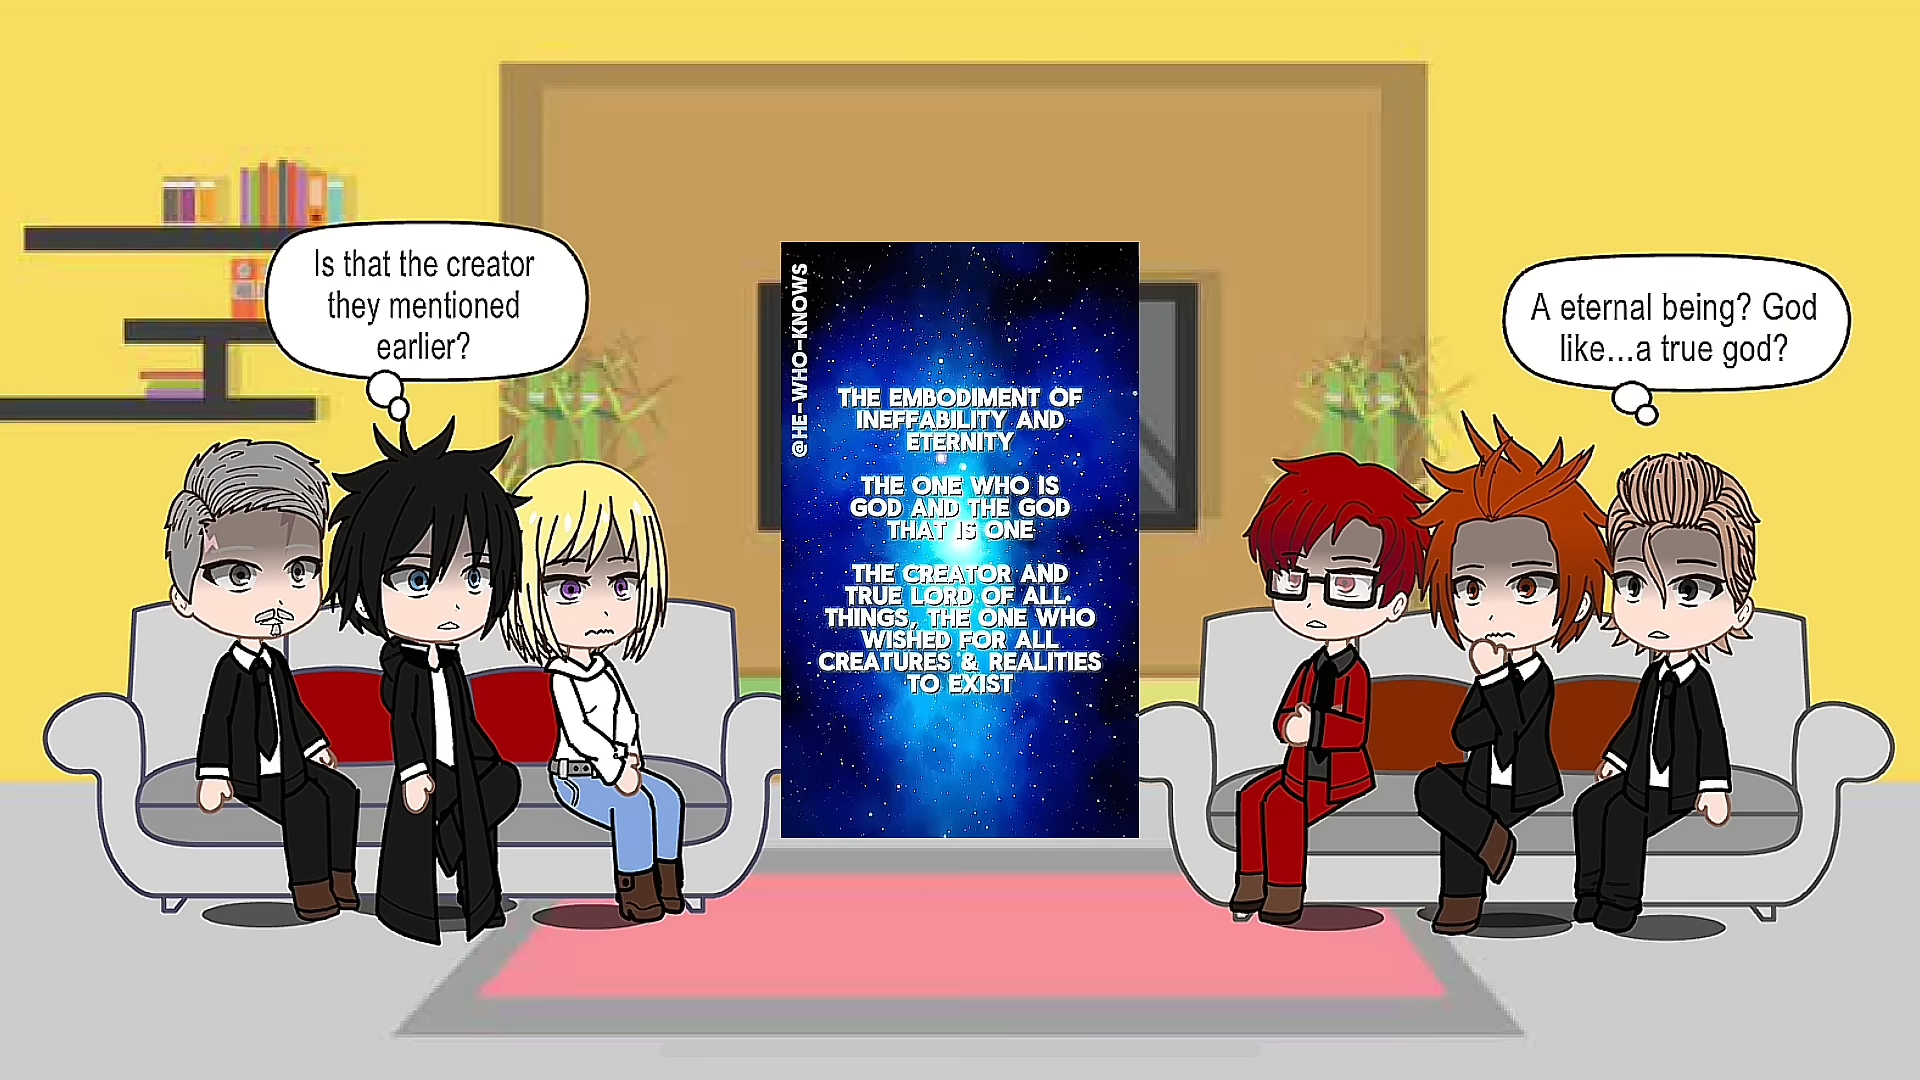 Is that the creator
they mentioned
earlier?
@HE-WHO-KNOWS
THE EMBODIMENT OF
INEFFABILITY AND
ETERNITY
THE ONE WHO IS
GOD AND THE GOD
THAT IS ONE
THE CREATOR AND
TRUE LORD OF ALL
THINGS, THE ONE WHO
WISHED FOR ALL
CREATURES & REALITIES
TO EXIST
A eternal being? God
like...a true god?